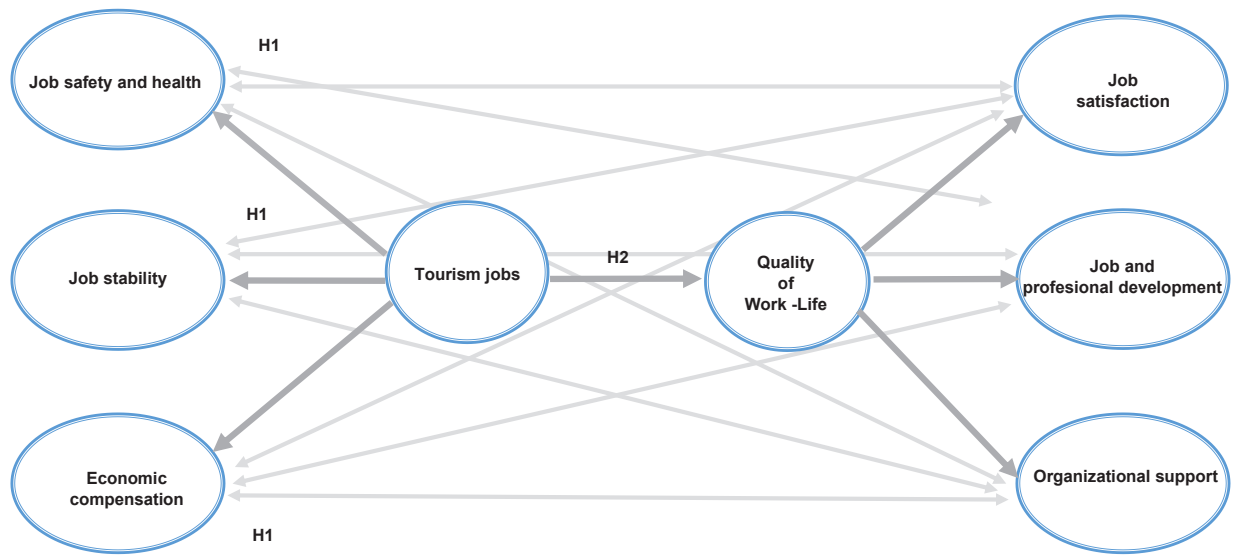 H1
Job safety and health
Job
satisfaction
H1
Job stability
Tourism jobs
H2
Quality
of
Work -Life
Job and
profesional development
Economic
compensation
Organizational support
H1